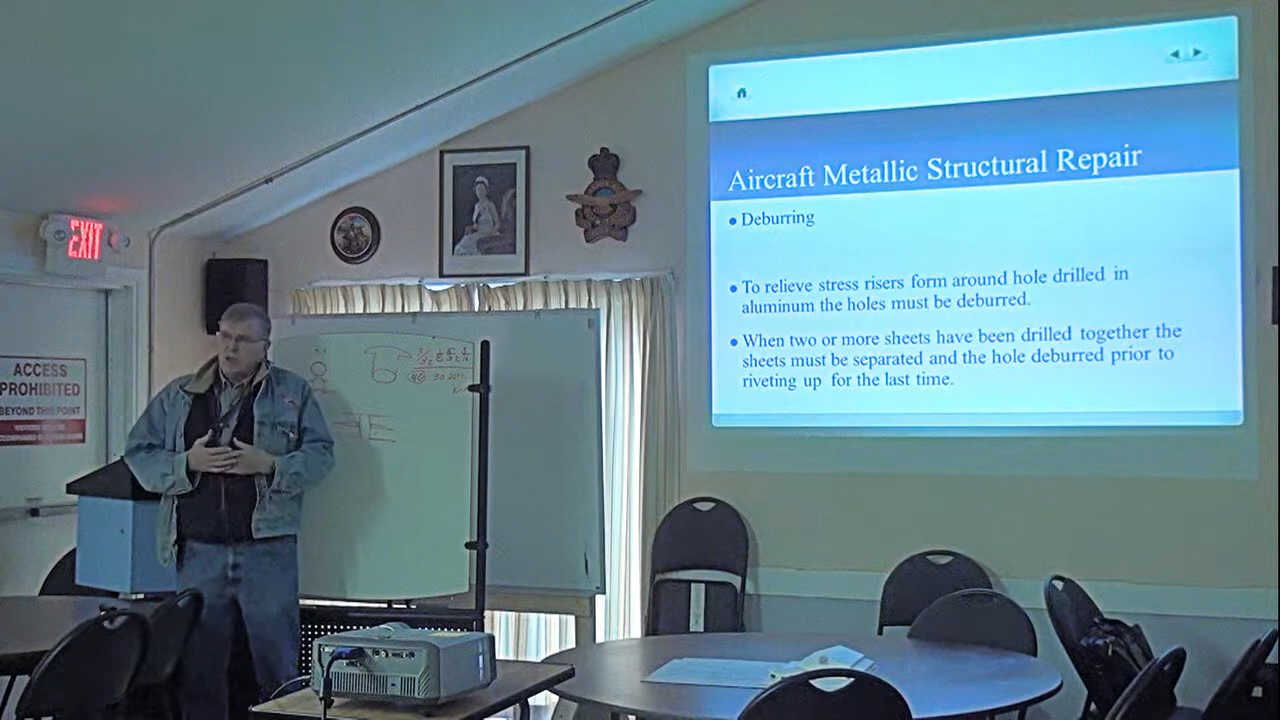 Aircraft Metallic Structural Repair
• Deburring
• To relieve stress risers form around hole drilled in
aluminum the holes must be deburred.
• When two or more sheets have been drilled together the
sheets must be separated and the hole deburred prior to
riveting up for the last time.
EXIT
ACCESS
PROHIBITED
BEYOND THIS POINT